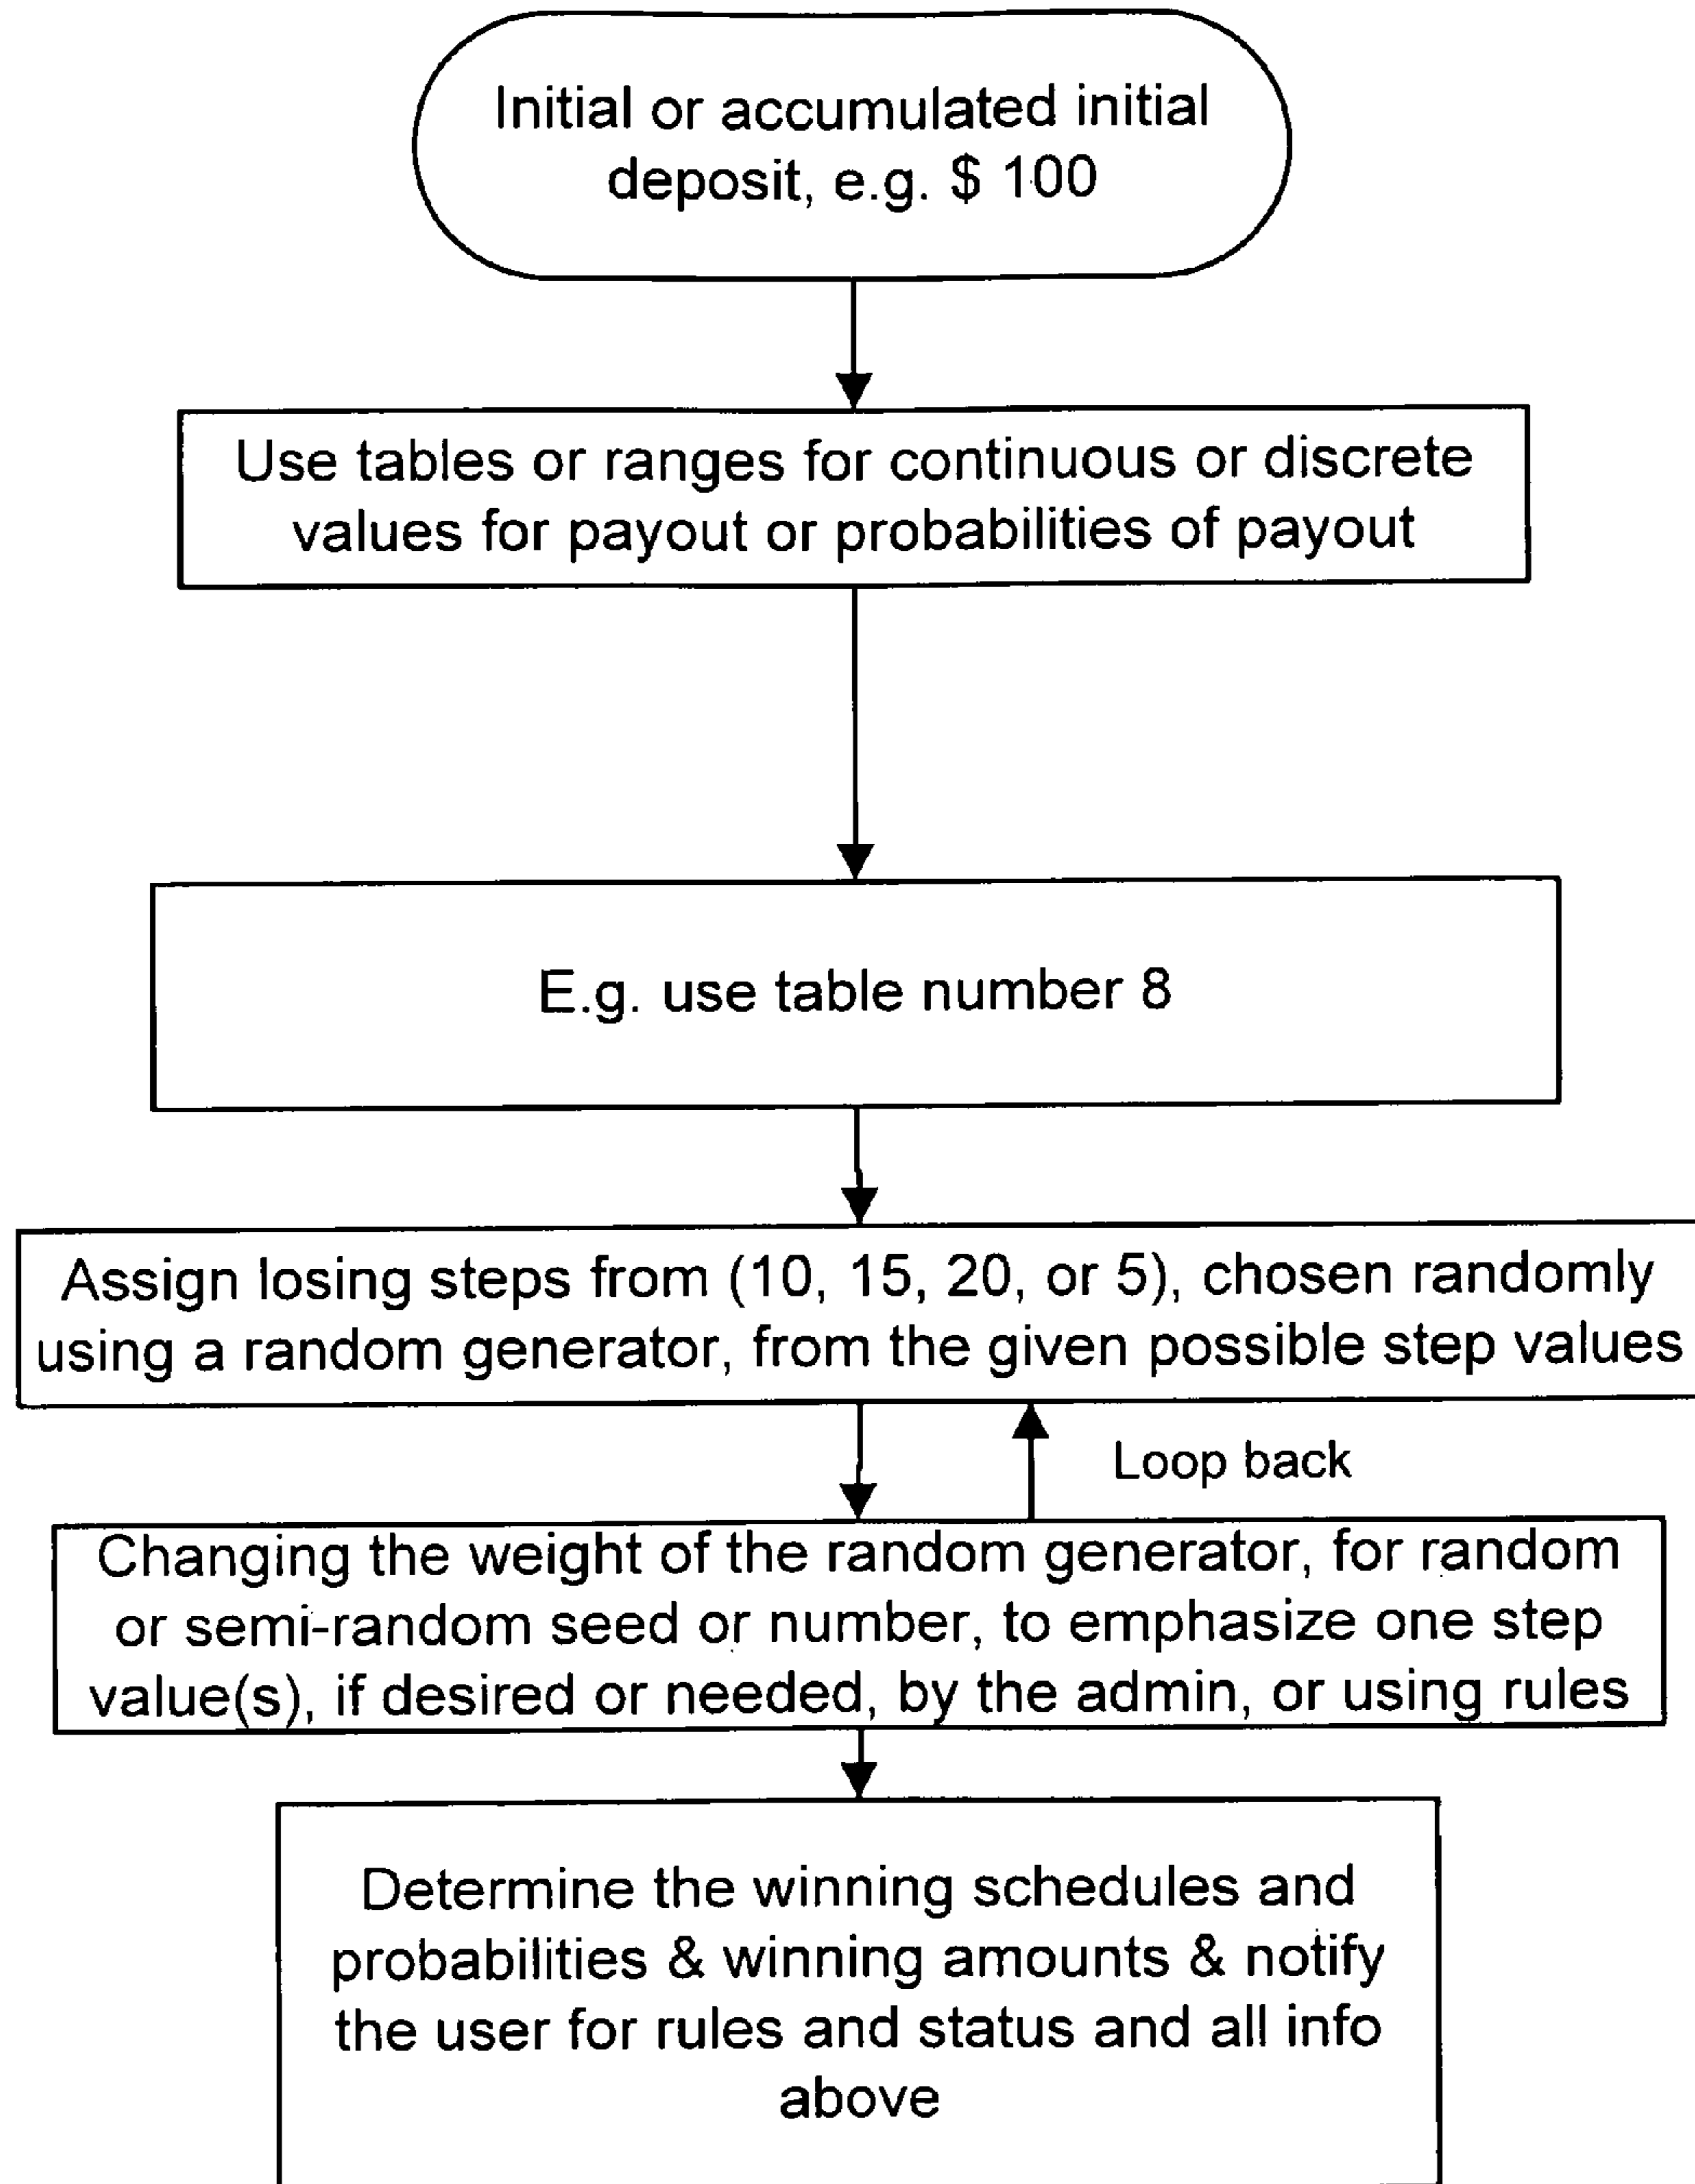 Initial or accumulated initial
deposit, e.g. $ 100
Use tables or ranges for continuous or discrete
values for payout or probabilities of payout
E.g. use table number 8
Assign losing steps from (10, 15, 20, or 5), chosen randomly
using a random generator, from the given possible step values
Loop back
Changing the weight of the random generator, for random
or semi-random seed or number, to emphasize one step
value(s), if desired or needed, by the admin, or using rules
Determine the winning schedules and
probabilities & winning amounts & notify
the user for rules and status and all info
above